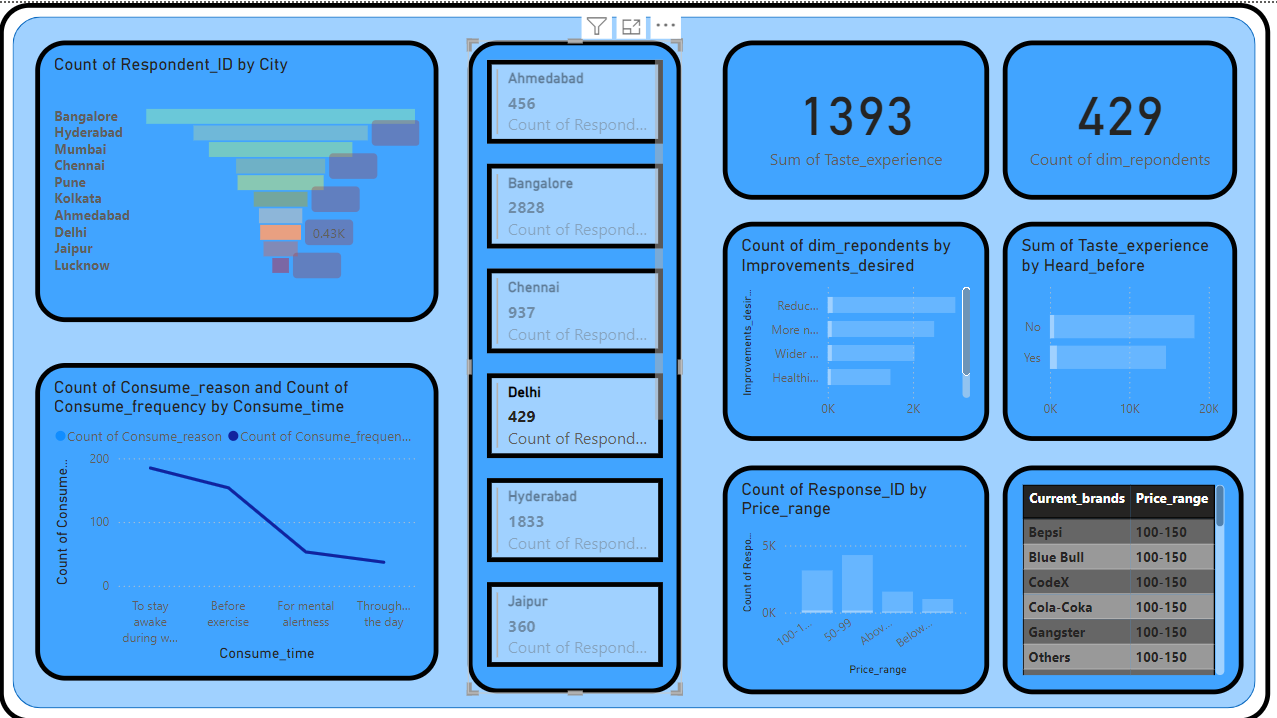 Count of Respondent_ID by City
Bangalore
Hyderabad
Mumbai
Chennai
Pune
Kolkata
Ahmedabad
Delhi
0.43K
Jaipur
Lucknow
Count of Consume_reason and Count of
Consume_frequency by Consume_time
Count of Consume_reason
Count of Consume_frequen...
Count of Consume...
200
100
0
To stay
awake
during w...
Before
exercise
For mental
alertness
Through...
the day
Consume_time
Ahmedabad
456
Count of Respond...
Bangalore
2828
Count of Respond...
Chennai
937
Count of Respond...
Delhi
429
Count of Respond...
Hyderabad
1833
Count of Respond...
Jaipur
360
Count of Respond...
1393
Sum of Taste_experience
429
Count of dim_repondents
Count of dim_repondents by
Improvements_desired
Improvements_desir...
Reduc...
More n...
Wider ...
Healthi...
0K 2K
Sum of Taste_experience
by Heard_before
No
Yes
0K 10K 20K
Count of Response_ID by
Price_range
Count of Respo...
5K
0K
100-1...
50-99
Abov...
Below...
Price_range
Current_brands Price_range
Bepsi 100-150
Blue Bull 100-150
CodeX 100-150
Cola-Coka 100-150
Gangster 100-150
Others 100-150